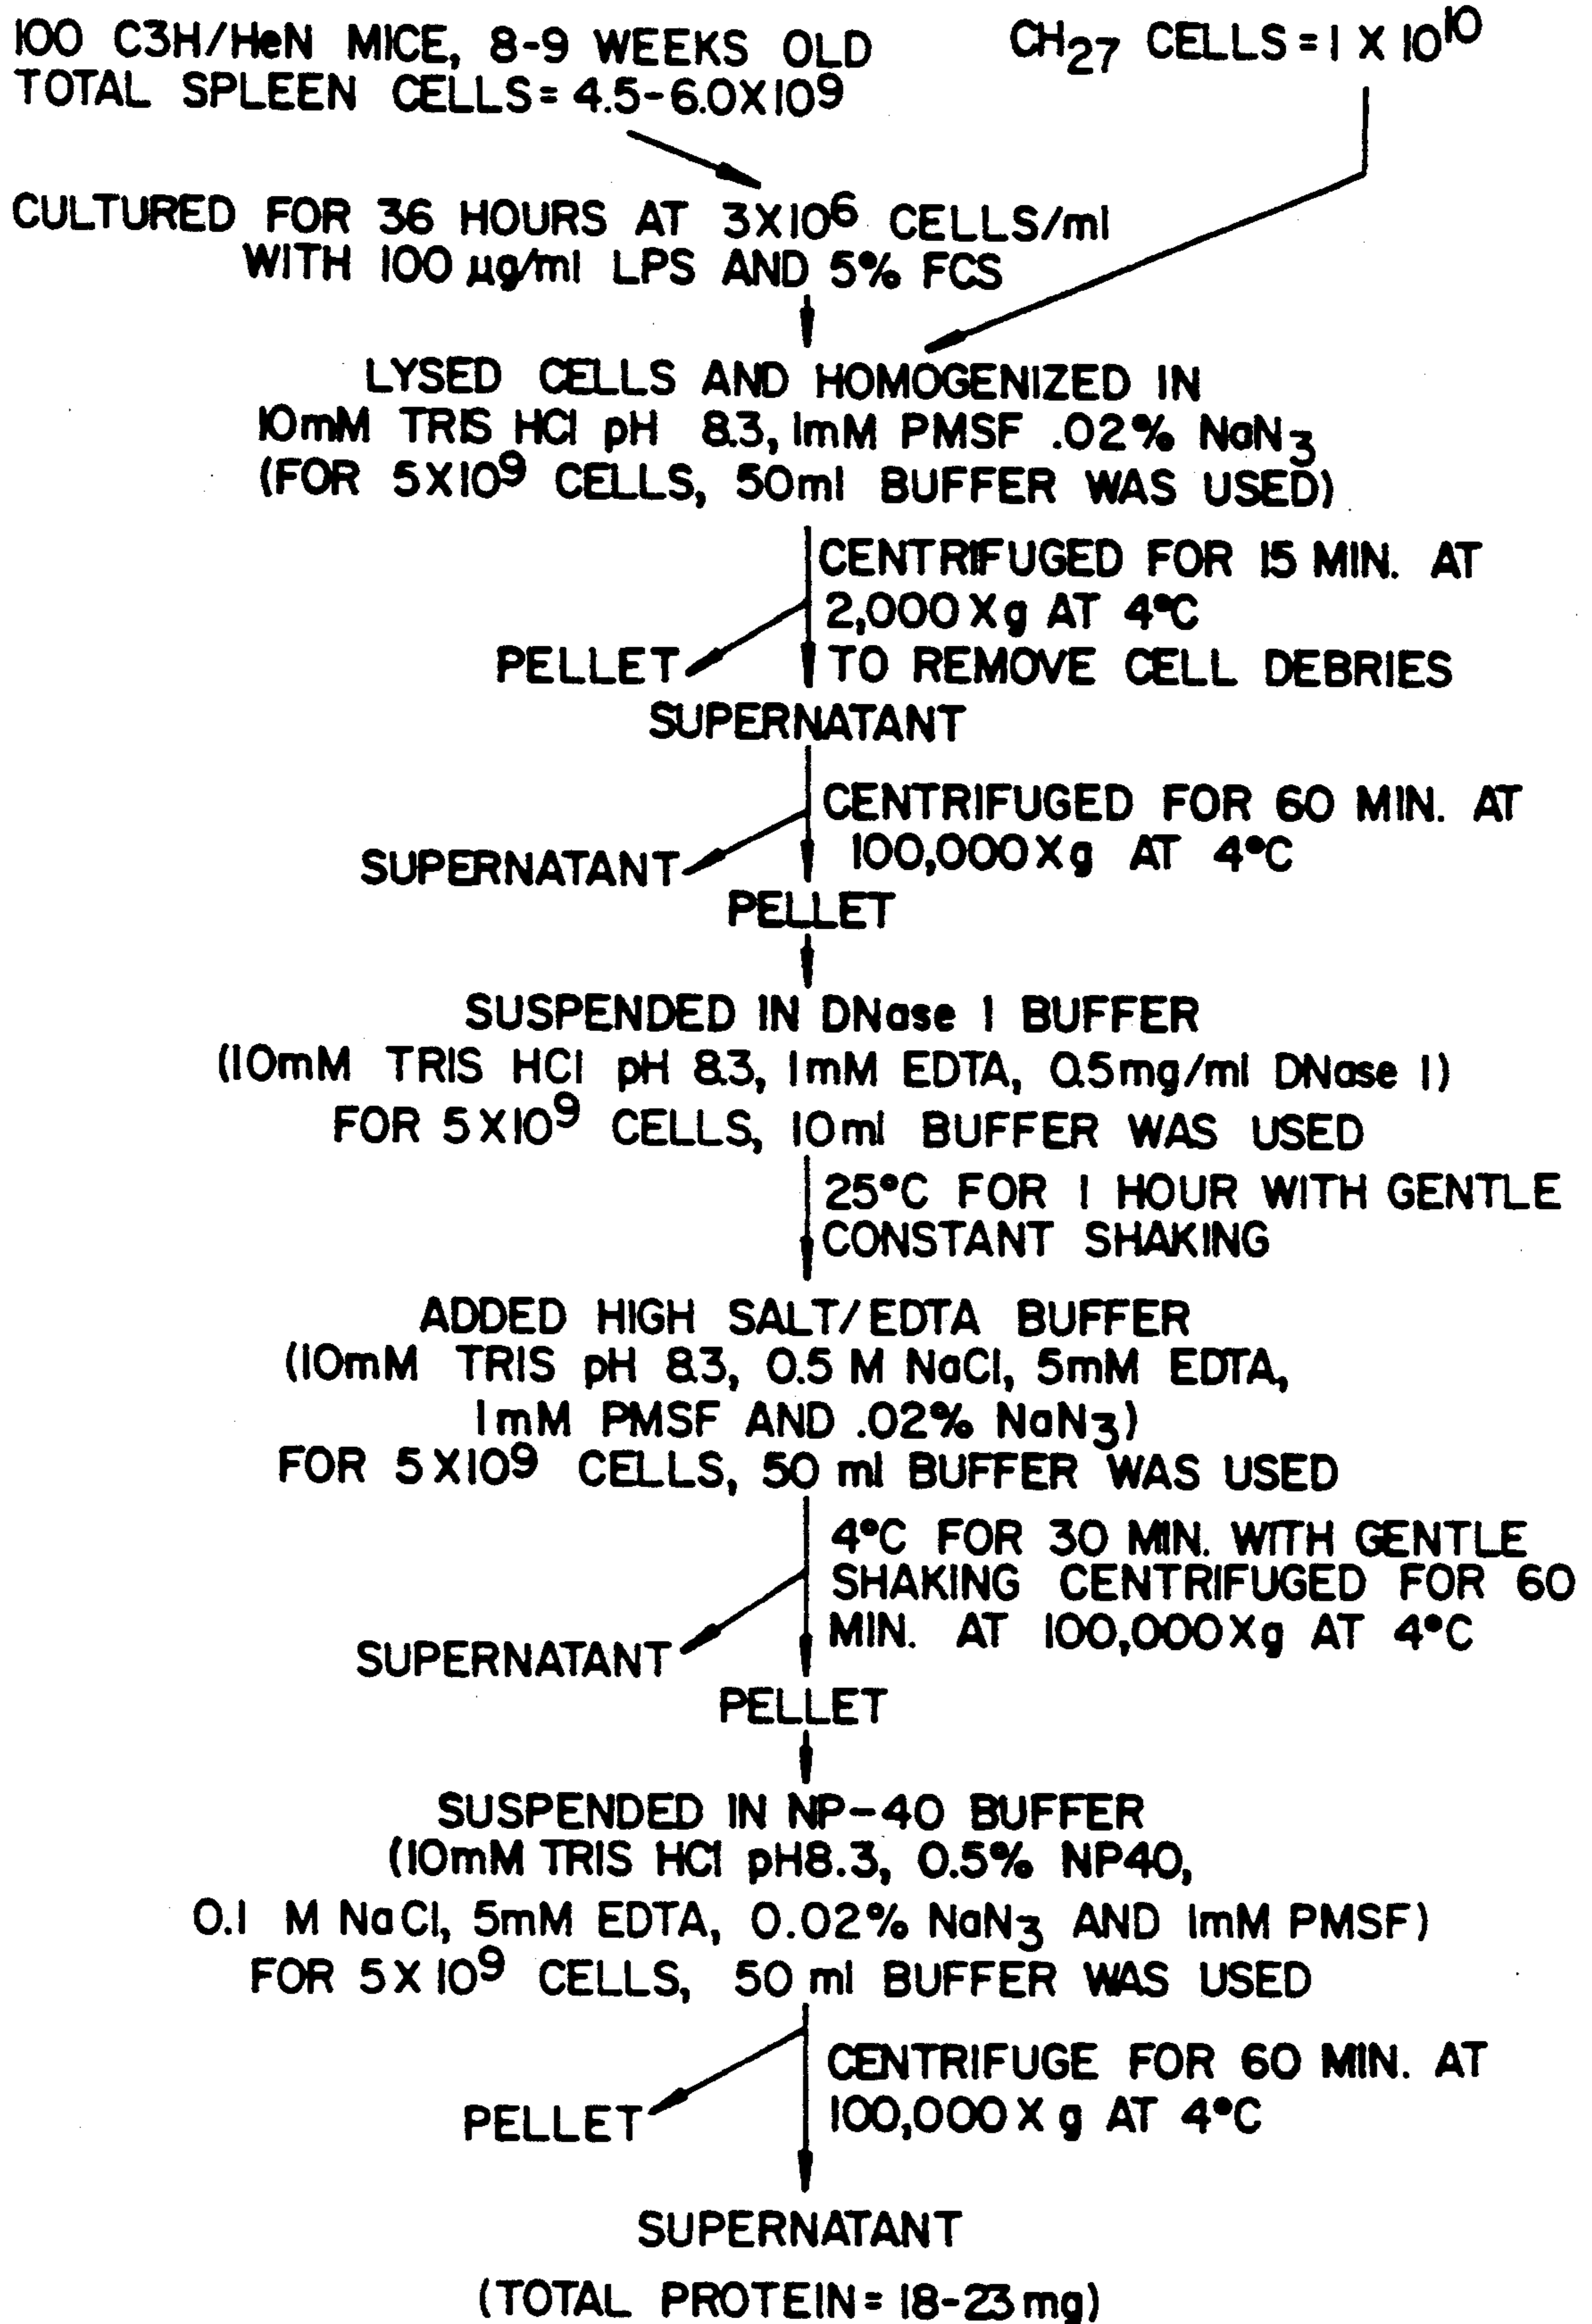 100 C3H/HeN MICE, 8-9 WEEKS OLD
TOTAL SPLEEN CELLS = 4.5-6.0X10⁹
CH₂₇ CELLS = 1 X 10¹⁰
CULTURED FOR 36 HOURS AT 3X10⁶ CELLS/ml
WITH 100 µg/ml LPS AND 5% FCS
LYSED CELLS AND HOMOGENIZED IN
10mM TRIS HCl pH 8.3, 1mM PMSF .02% NaN₃
(FOR 5X10⁹ CELLS, 50ml BUFFER WAS USED)
CENTRIFUGED FOR 15 MIN. AT
2,000Xg AT 4°C
TO REMOVE CELL DEBRIES
PELLET
SUPERNATANT
CENTRIFUGED FOR 60 MIN. AT
100,000Xg AT 4°C
SUPERNATANT
PELLET
SUSPENDED IN DNase 1 BUFFER
(10mM TRIS HCl pH 8.3, 1mM EDTA, 0.5mg/ml DNase 1)
FOR 5X10⁹ CELLS, 10ml BUFFER WAS USED
25°C FOR 1 HOUR WITH GENTLE
CONSTANT SHAKING
ADDED HIGH SALT/EDTA BUFFER
(10mM TRIS pH 8.3, 0.5 M NaCl, 5mM EDTA,
1mM PMSF AND .02% NaN₃)
FOR 5X10⁹ CELLS, 50 ml BUFFER WAS USED
4°C FOR 30 MIN. WITH GENTLE
SHAKING CENTRIFUGED FOR 60
MIN. AT 100,000Xg AT 4°C
SUPERNATANT
PELLET
SUSPENDED IN NP-40 BUFFER
(10mM TRIS HCl pH8.3, 0.5% NP40,
0.1 M NaCl, 5mM EDTA, 0.02% NaN₃ AND 1mM PMSF)
FOR 5X10⁹ CELLS, 50 ml BUFFER WAS USED
CENTRIFUGE FOR 60 MIN. AT
100,000 X g AT 4°C
PELLET
SUPERNATANT
(TOTAL PROTEIN = 18-23 mg)